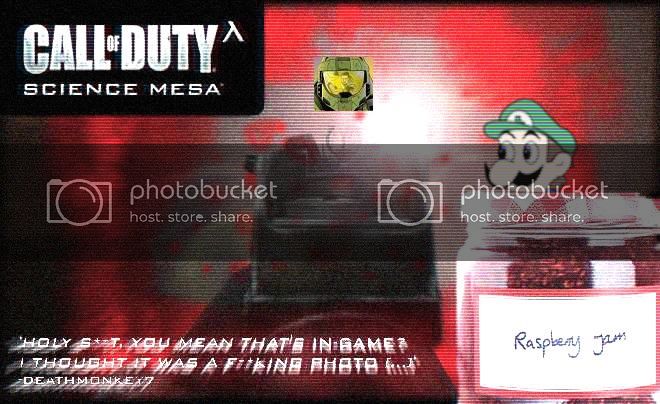 CALL OF DUTY λ
SCIENCE MESA
photobucket
host. store. share.
photobucket
host. store. share.
Raspberry Jam
'HOLY S**T, YOU MEAN THAT'S IN-GAME?
I THOUGHT IT WAS A F**KING PHOTO (...)'
-DEATHMONKEY7